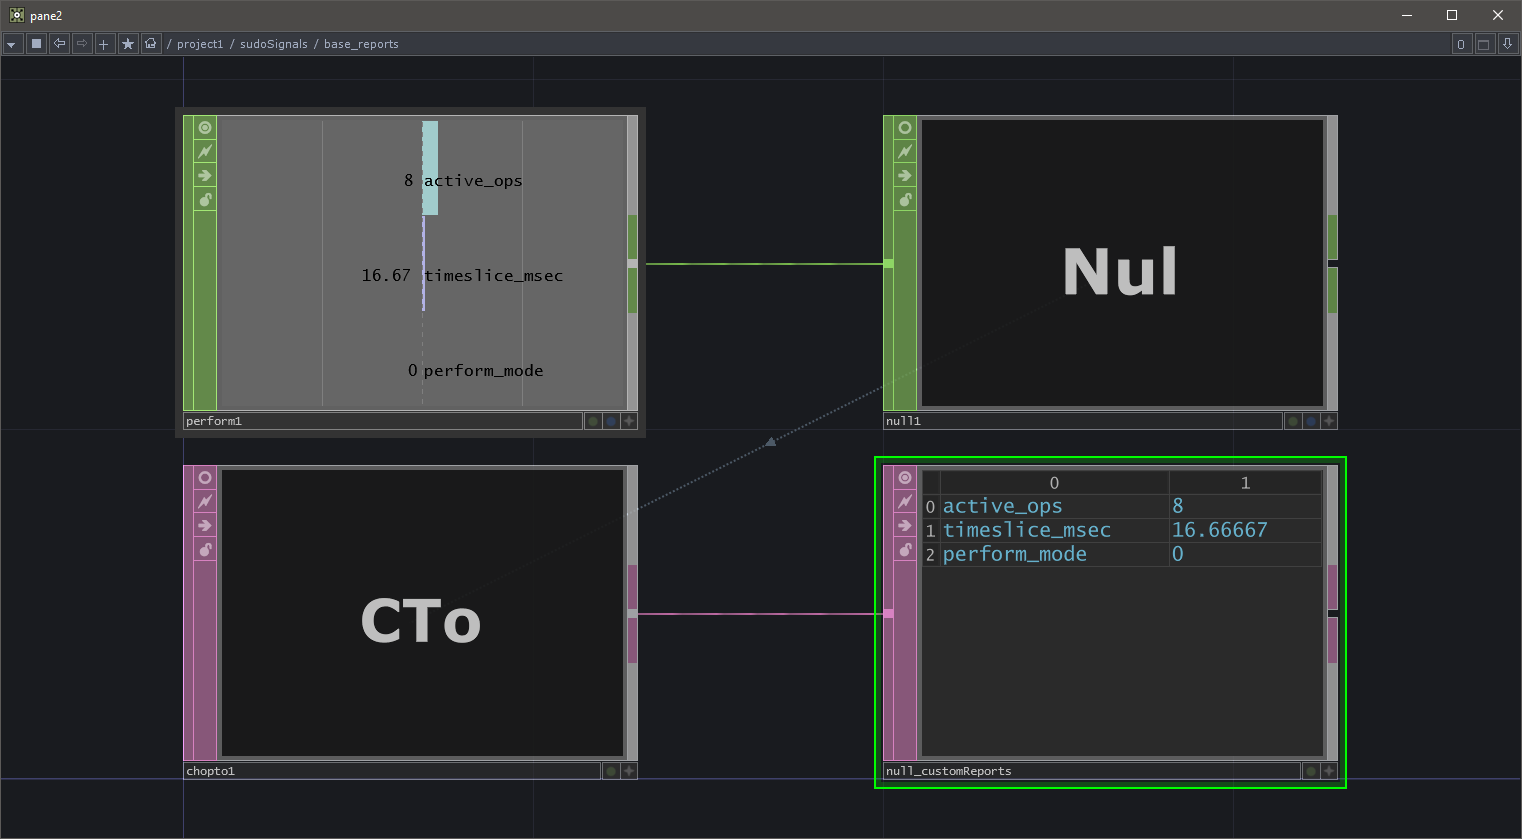 pane2
/ project1 / sudoSignals / base_reports
0
8 active_ops
16.67 timeslice_msec
0 perform_mode
perform1
Nul
null1
CTo
chopto1
0 1
0 active_ops 8
1 timeslice_msec 16.66667
2 perform_mode 0
null_customReports